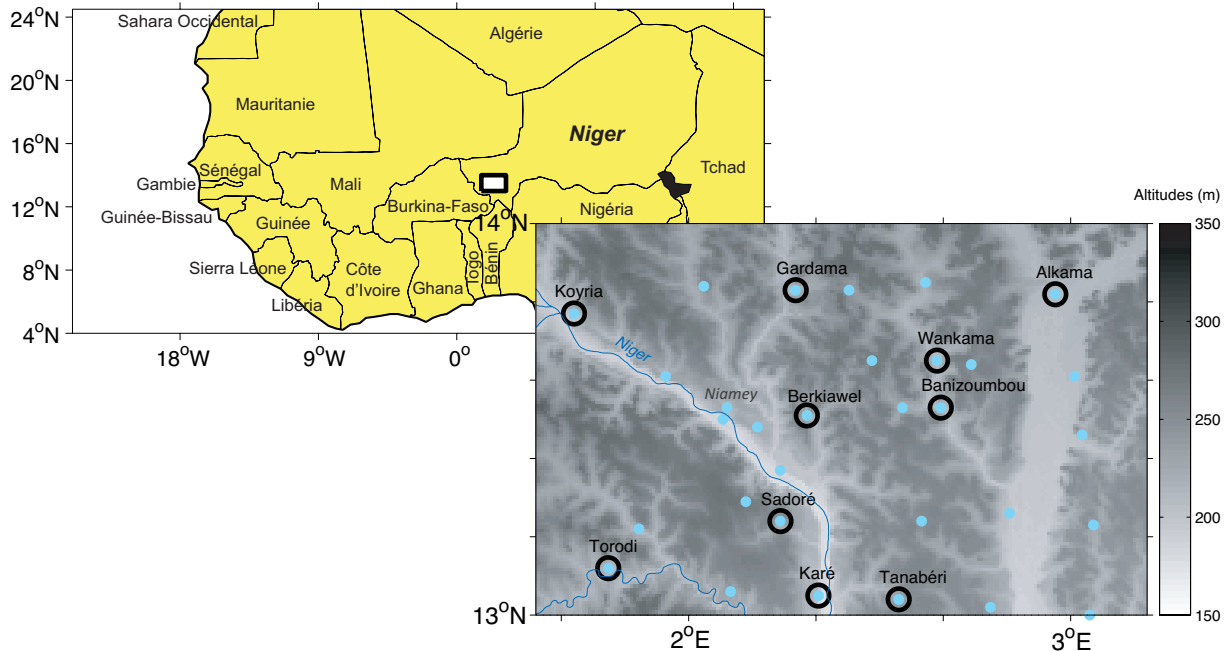 24°N
20°N
16°N
12°N
8°N
4°N
18°W
9°W
0°
Sahara Occidental
Algérie
Mauritanie
Niger
Tchad
Sénégal
Gambie
Mali
Guinée-Bissau
Guinée
Burkina-Faso
Nigéria
Sierra Leone
Côte
d'Ivoire
Ghana
Togo
Bénin
Libéria
14°N
13°N
2°E
3°E
Koyria
Gardama
Alkama
Niger
Niamey
Wankama
Banizoumbou
Berkiawel
Sadoré
Torodi
Karé
Tanabéri
Altitudes (m)
350
300
250
200
150